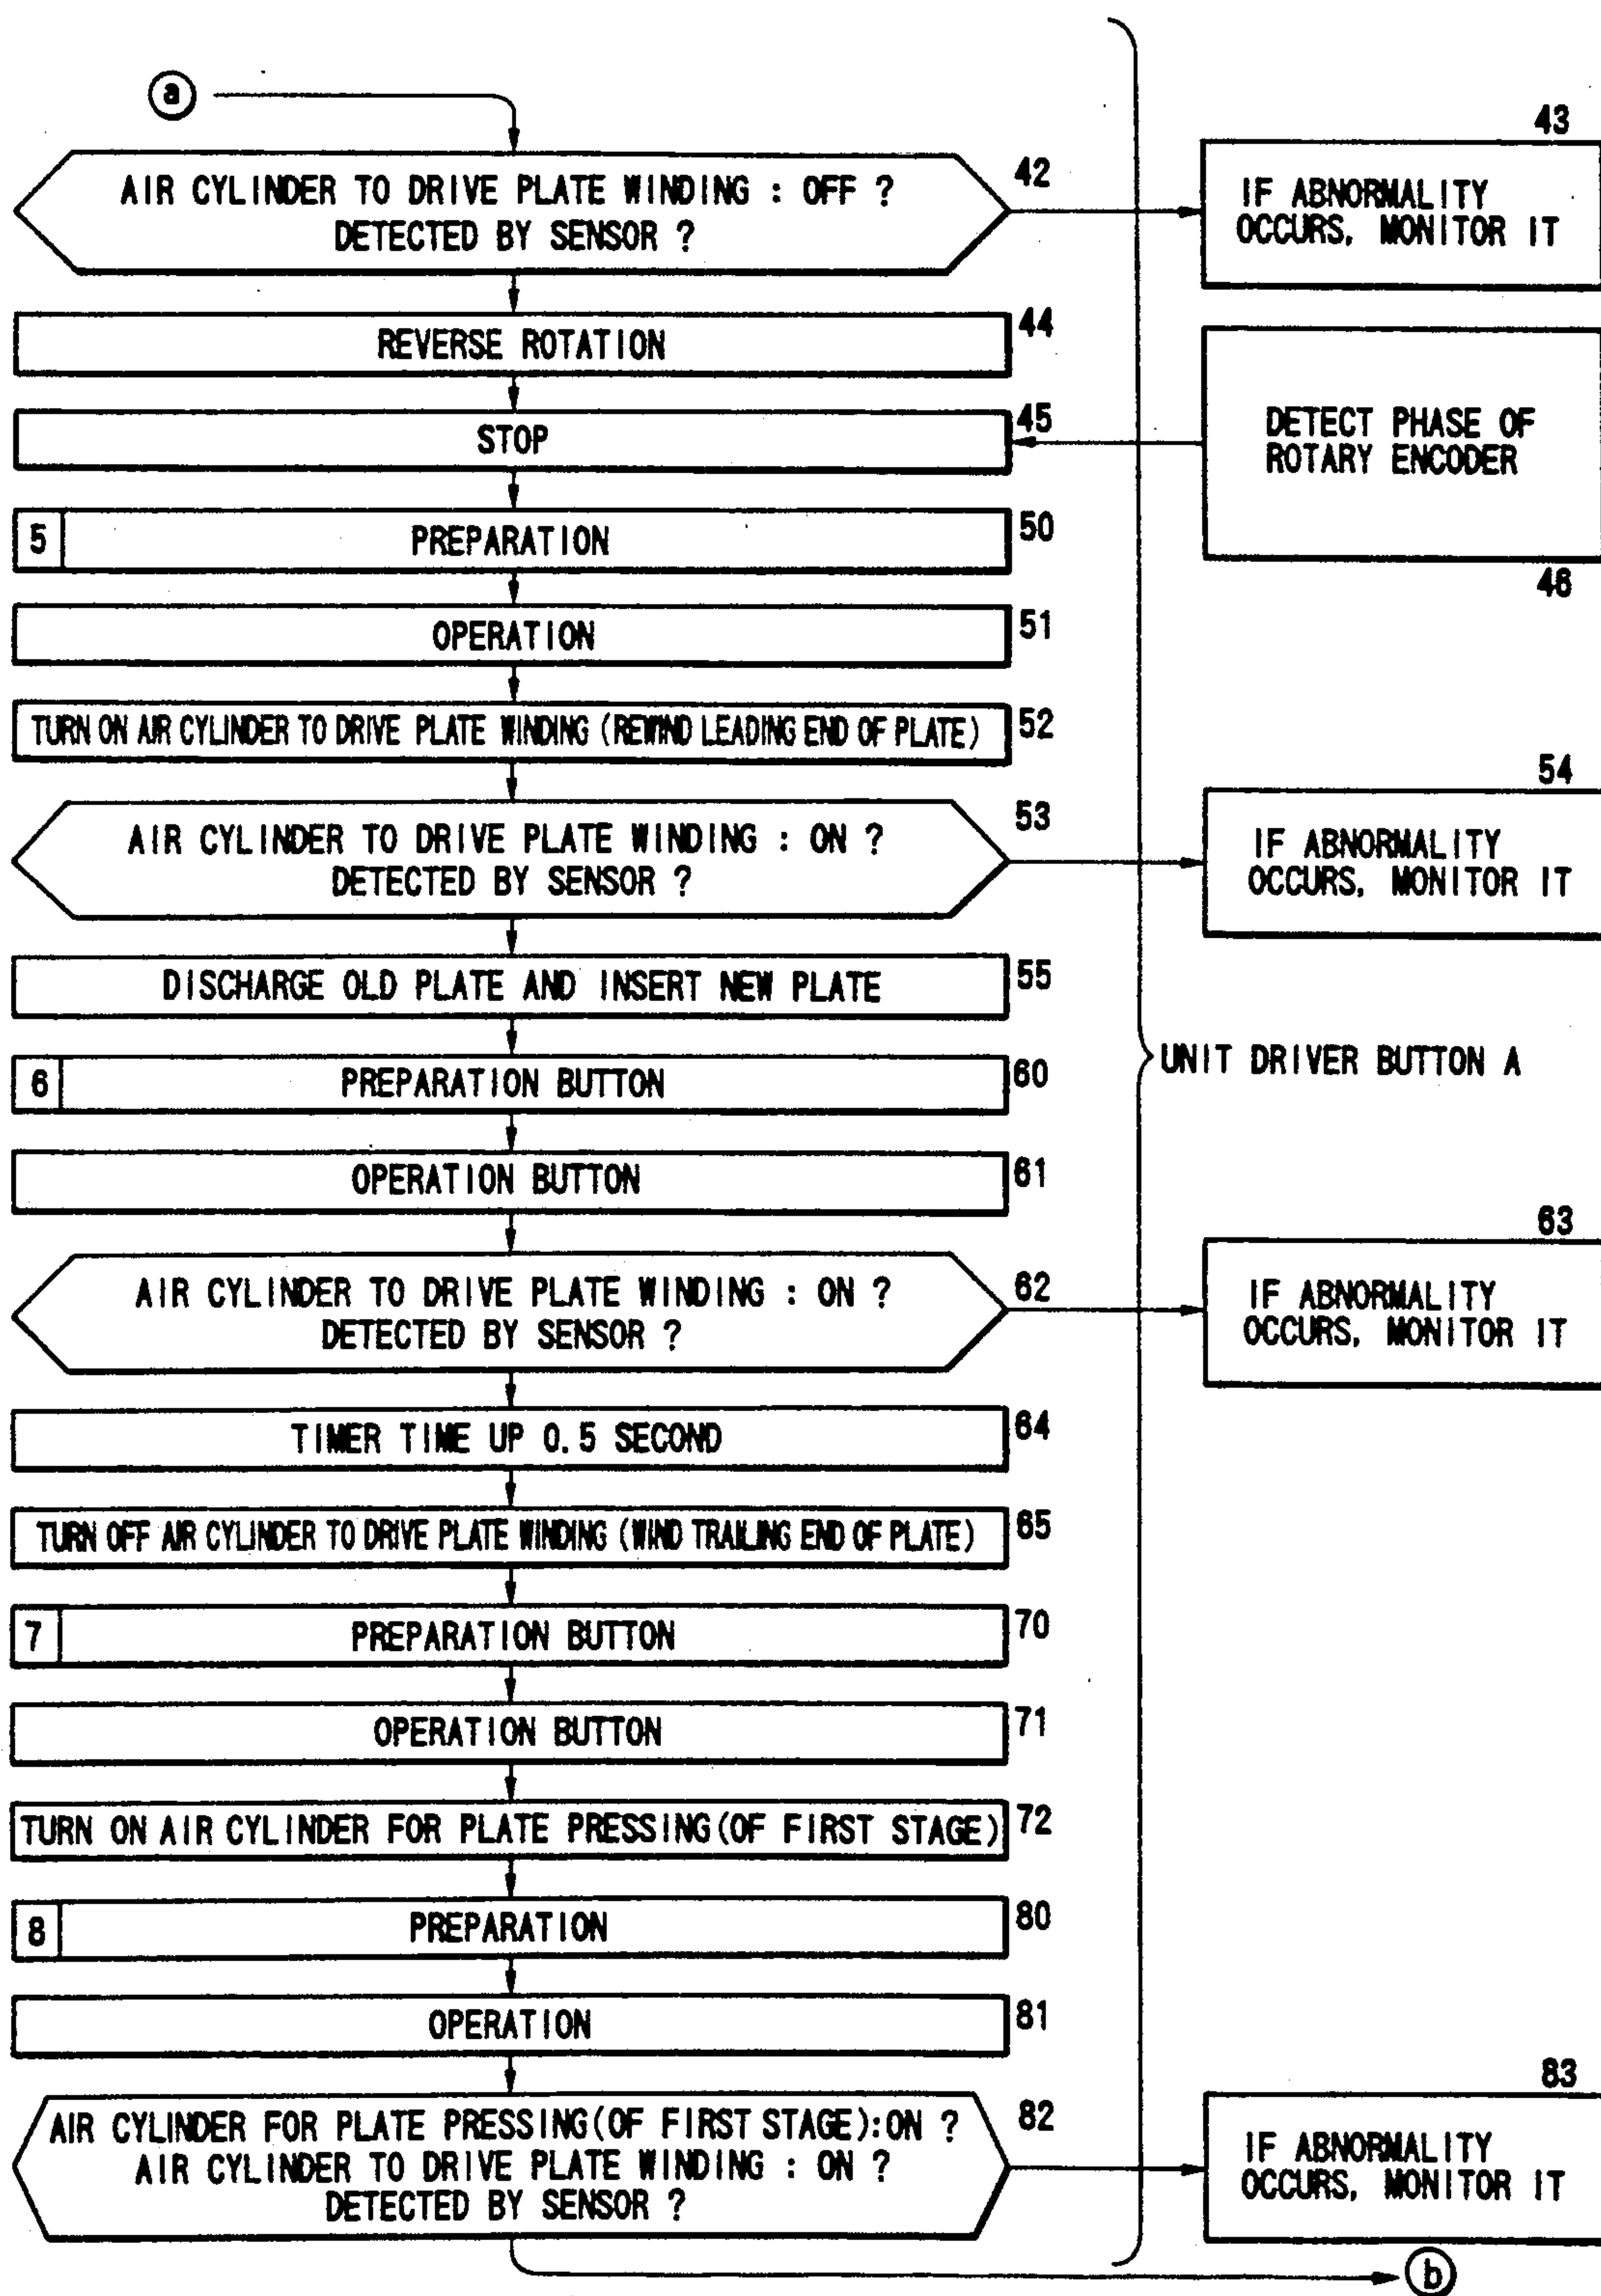 a
AIR CYLINDER TO DRIVE PLATE WINDING : OFF ?
DETECTED BY SENSOR ?
42
43
IF ABNORMALITY
OCCURS, MONITOR IT
REVERSE ROTATION
44
STOP
45
DETECT PHASE OF
ROTARY ENCODER
46
5
PREPARATION
50
OPERATION
51
TURN ON AIR CYLINDER TO DRIVE PLATE WINDING (REWIND LEADING END OF PLATE)
52
AIR CYLINDER TO DRIVE PLATE WINDING : ON ?
DETECTED BY SENSOR ?
53
54
IF ABNORMALITY
OCCURS, MONITOR IT
DISCHARGE OLD PLATE AND INSERT NEW PLATE
55
UNIT DRIVER BUTTON A
6
PREPARATION BUTTON
60
OPERATION BUTTON
61
AIR CYLINDER TO DRIVE PLATE WINDING : ON ?
DETECTED BY SENSOR ?
62
63
IF ABNORMALITY
OCCURS, MONITOR IT
TIMER TIME UP 0.5 SECOND
64
TURN OFF AIR CYLINDER TO DRIVE PLATE WINDING (WIND TRAILING END OF PLATE)
65
7
PREPARATION BUTTON
70
OPERATION BUTTON
71
TURN ON AIR CYLINDER FOR PLATE PRESSING(OF FIRST STAGE)
72
8
PREPARATION
80
OPERATION
81
AIR CYLINDER FOR PLATE PRESSING(OF FIRST STAGE):ON ?
AIR CYLINDER TO DRIVE PLATE WINDING : ON ?
DETECTED BY SENSOR ?
82
83
IF ABNORMALITY
OCCURS, MONITOR IT
b